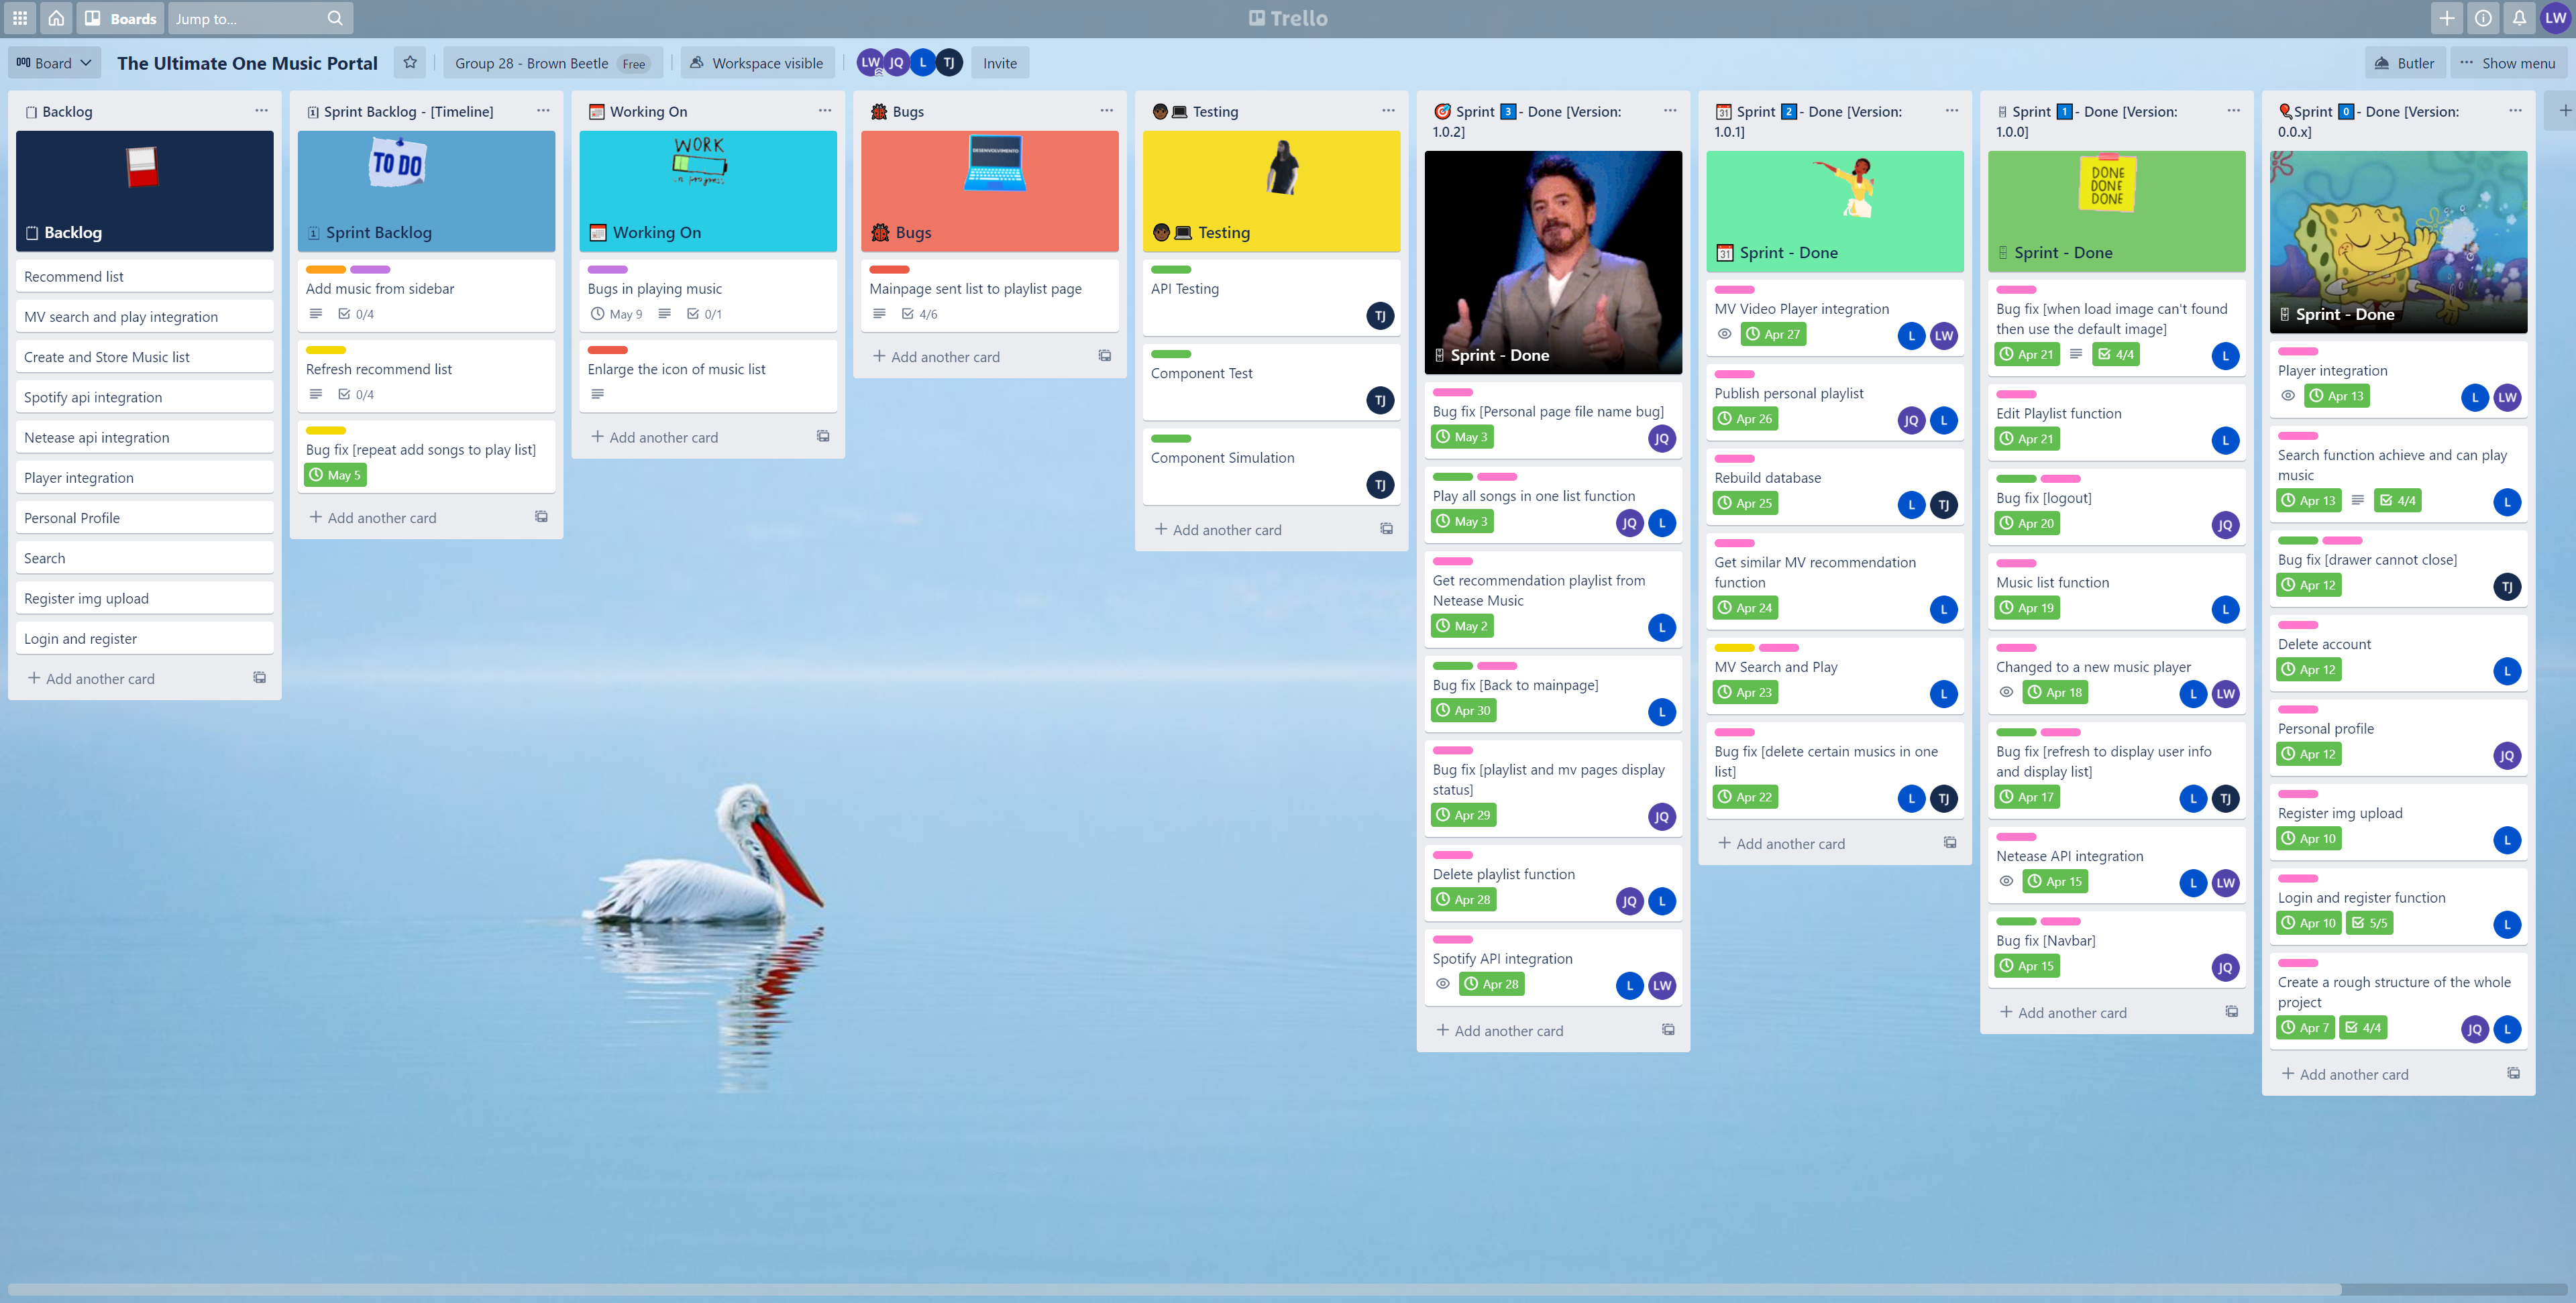 Boards
Jump to...
Trello
LW
Board
The Ultimate One Music Portal
Group 28 - Brown Beetle Free
Workspace visible
LW JQ L TJ
Invite
Butler
Show menu
Backlog
Backlog
Recommend list
MV search and play integration
Create and Store Music list
Spotify api integration
Netease api integration
Player integration
Personal Profile
Search
Register img upload
Login and register
Add another card
1 Sprint Backlog - [Timeline]
TO DO
1 Sprint Backlog
Add music from sidebar
0/4
Refresh recommend list
0/4
Bug fix [repeat add songs to play list]
May 5
Add another card
Working On
WORK
in progress
Working On
Bugs in playing music
May 9 0/1
Enlarge the icon of music list
Add another card
Bugs
DESENVOLVIMENTO
Bugs
Mainpage sent list to playlist page
4/6
Add another card
Testing
Testing
API Testing
TJ
Component Test
TJ
Component Simulation
TJ
Add another card
Sprint 3 - Done [Version:
1.0.2]
Sprint - Done
Bug fix [Personal page file name bug]
May 3 JQ
Play all songs in one list function
May 3 JQ L
Get recommendation playlist from
Netease Music
May 2 L
Bug fix [Back to mainpage]
Apr 30 L
Bug fix [playlist and mv pages display
status]
Apr 29 JQ
Delete playlist function
Apr 28 JQ L
Spotify API integration
Apr 28 L LW
Add another card
31 Sprint 2 - Done [Version:
1.0.1]
31 Sprint - Done
MV Video Player integration
Apr 27 L LW
Publish personal playlist
Apr 26 JQ L
Rebuild database
Apr 25 L TJ
Get similar MV recommendation
function
Apr 24 L
MV Search and Play
Apr 23 L
Bug fix [delete certain musics in one
list]
Apr 22 L TJ
Add another card
Sprint 1 - Done [Version:
1.0.0]
DONE
DONE
DONE
Sprint - Done
Bug fix [when load image can't found
then use the default image]
Apr 21 4/4 L
Edit Playlist function
Apr 21 L
Bug fix [logout]
Apr 20 JQ
Music list function
Apr 19 L
Changed to a new music player
Apr 18 L LW
Bug fix [refresh to display user info
and display list]
Apr 17 L TJ
Netease API integration
Apr 15 L LW
Bug fix [Navbar]
Apr 15 JQ
Add another card
Sprint 0 - Done [Version:
0.0.x]
Sprint - Done
Player integration
Apr 13 L LW
Search function achieve and can play
music
Apr 13 4/4 L
Bug fix [drawer cannot close]
Apr 12 TJ
Delete account
Apr 12 L
Personal profile
Apr 12 JQ
Register img upload
Apr 10 L
Login and register function
Apr 10 5/5 L
Create a rough structure of the whole
project
Apr 7 4/4 JQ L
Add another card